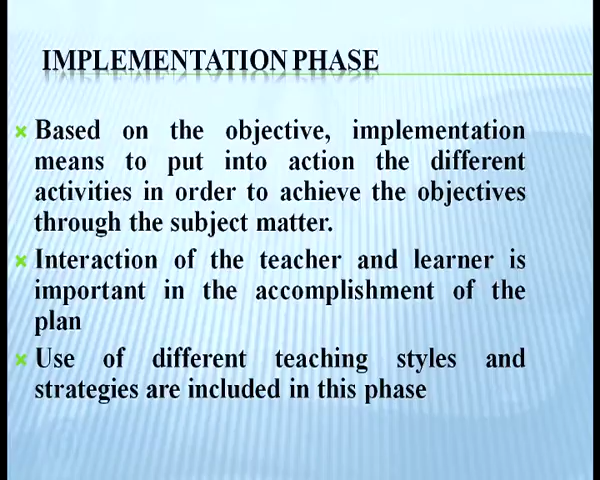 IMPLEMENTATION PHASE
Based on the objective, implementation
means to put into action the different
activities in order to achieve the objectives
through the subject matter.
Interaction of the teacher and learner is
important in the accomplishment of the
plan
Use of different teaching styles and
strategies are included in this phase